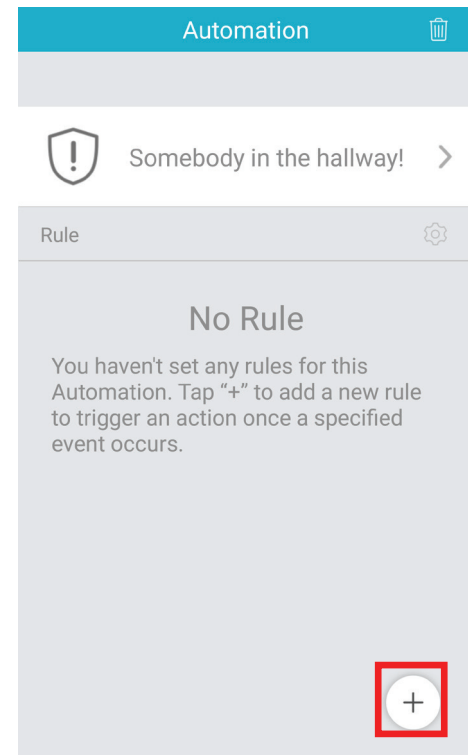 Automation
Somebody in the hallway!
Rule
No Rule
You haven't set any rules for this
Automation. Tap “+” to add a new rule
to trigger an action once a specified
event occurs.
+